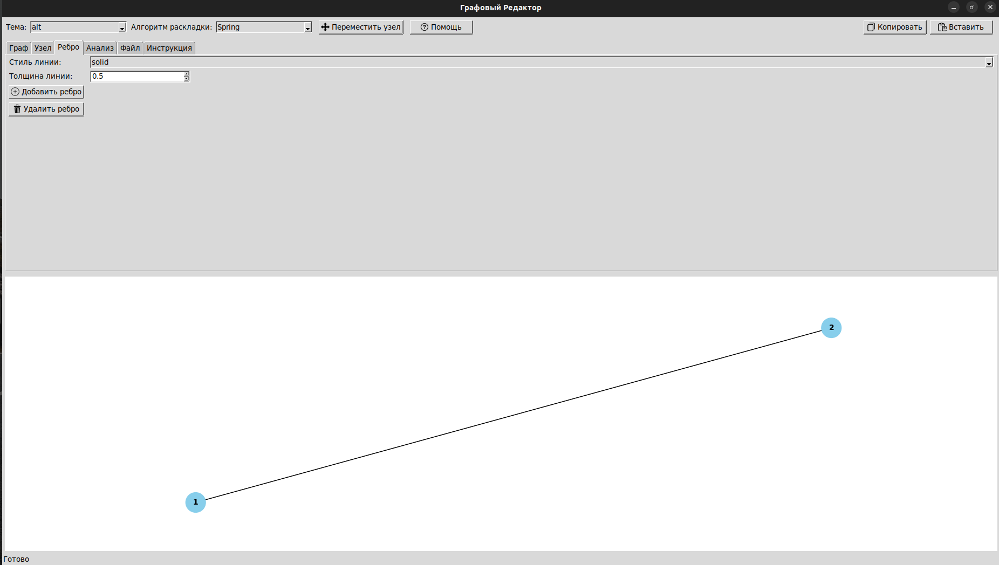 Графовый Редактор
Тема: alt Алгоритм раскладки: Spring Переместить узел Помощь Копировать Вставить
Граф Узел Ребро Анализ Файл Инструкция
Стиль линии: solid
Толщина линии: 0.5
Добавить ребро
Удалить ребро
2
1
Готово